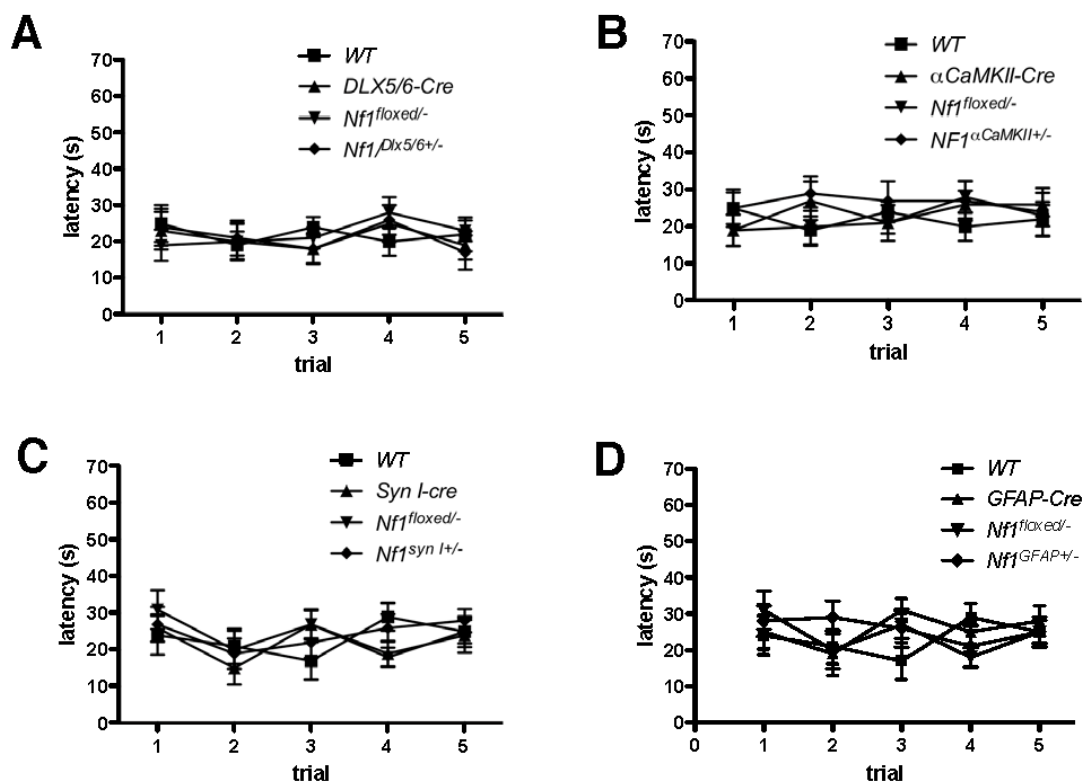 A
WT
DLX5/6-Cre
Nf1floxed/-
Nf1/Dlx5/6+/-
latency (s)
70
60
50
40
30
20
10
0
1 2 3 4 5
trial
B
WT
αCaMKII-Cre
Nf1floxed/-
NF1αCaMKII+/-
latency (s)
70
60
50
40
30
20
10
0
1 2 3 4 5
trial
C
WT
Syn I-cre
Nf1floxed/-
Nf1syn I+/-
latency (s)
70
60
50
40
30
20
10
0
1 2 3 4 5
trial
D
WT
GFAP-Cre
Nf1floxed/-
Nf1GFAP+/-
latency (s)
70
60
50
40
30
20
10
0
0 1 2 3 4 5
trial